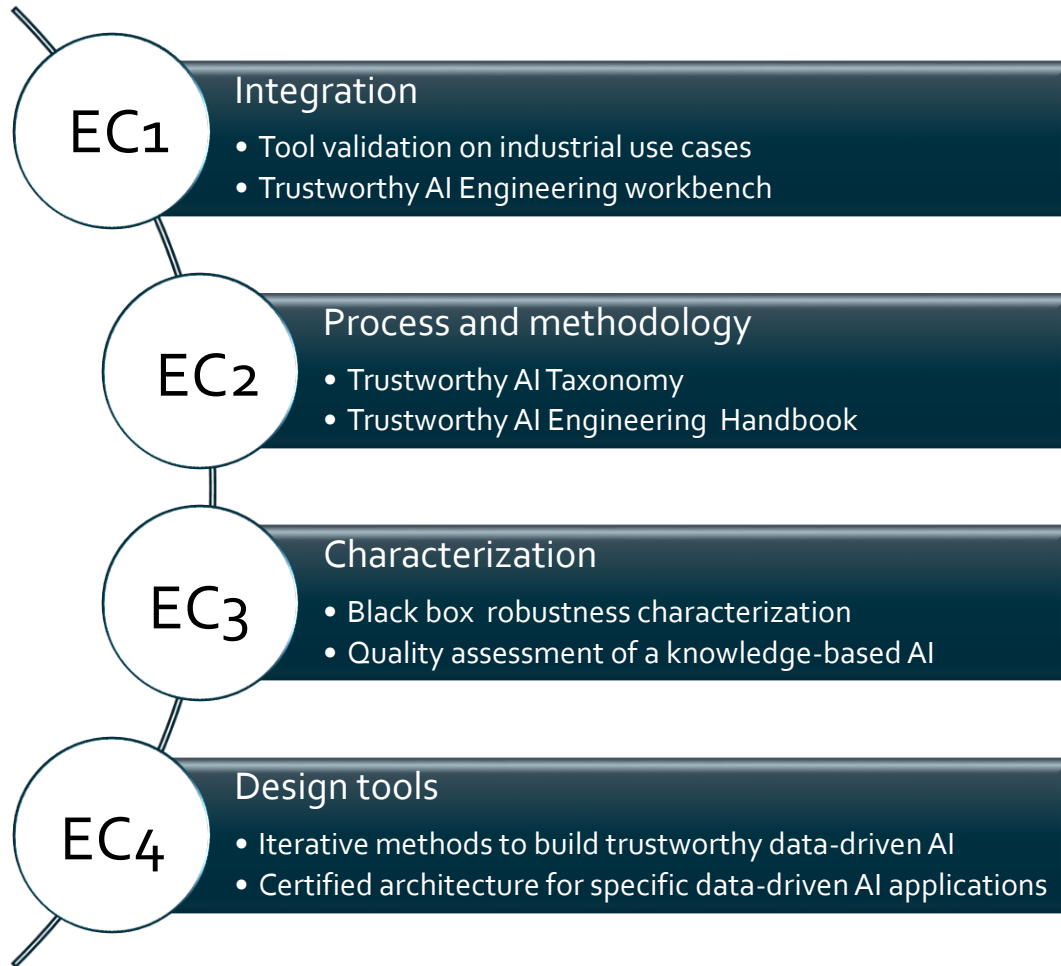 EC1
Integration
• Tool validation on industrial use cases
• Trustworthy AI Engineering workbench
EC2
Process and methodology
• Trustworthy AI Taxonomy
• Trustworthy AI Engineering  Handbook
EC3
Characterization
• Black box  robustness characterization
• Quality assessment of a knowledge-based AI
EC4
Design tools
• Iterative methods to build trustworthy data-driven AI
• Certified architecture for specific data-driven AI applications